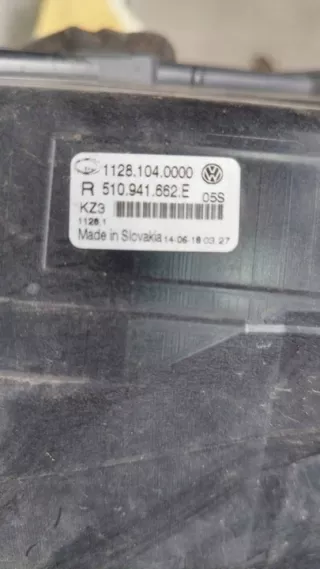 1128.104.0000
R 510.941.662.E 05S
KZ3
1128.1
Made in Slovakia 14.06.18 03:27